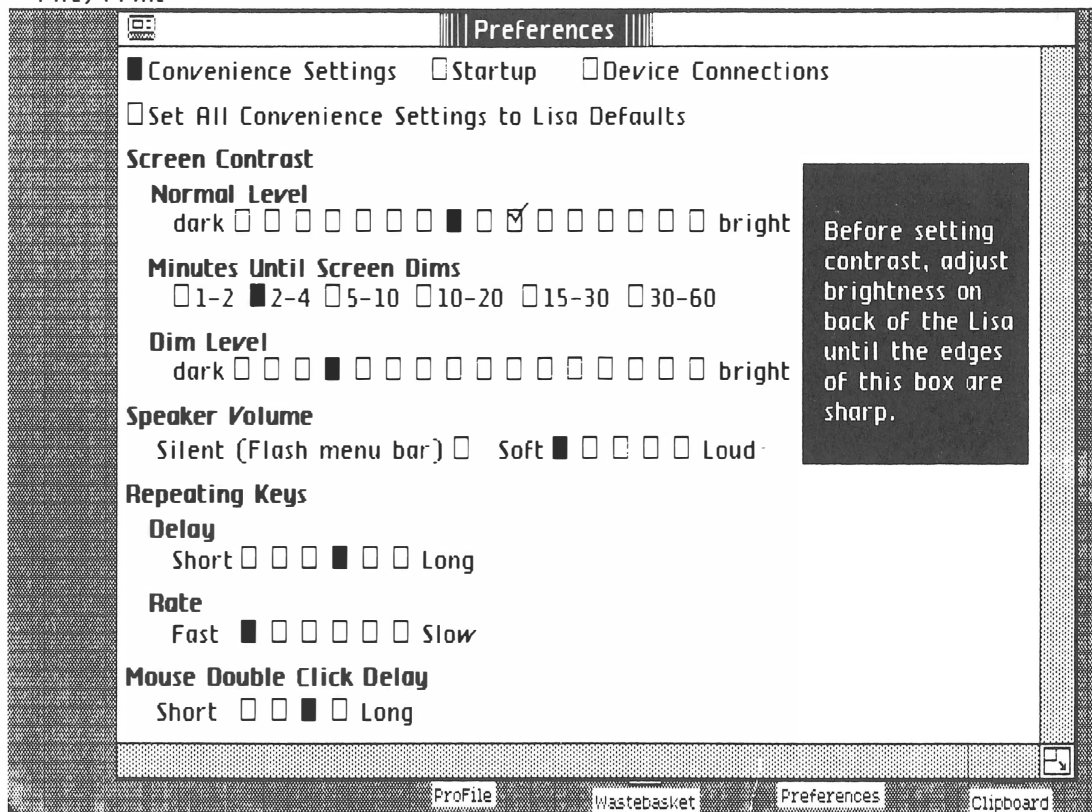 Preferences
Convenience Settings Startup Device Connections
Set All Convenience Settings to Lisa Defaults
Screen Contrast
Normal Level
dark bright
Minutes Until Screen Dims
1-2 2-4 5-10 10-20 15-30 30-60
Dim Level
dark bright
Before setting
contrast, adjust
brightness on
back of the Lisa
until the edges
of this box are
sharp.
Speaker Volume
Silent (Flash menu bar) Soft Loud
Repeating Keys
Delay
Short Long
Rate
Fast Slow
Mouse Double Click Delay
Short Long
ProFile Wastebasket Preferences Clipboard